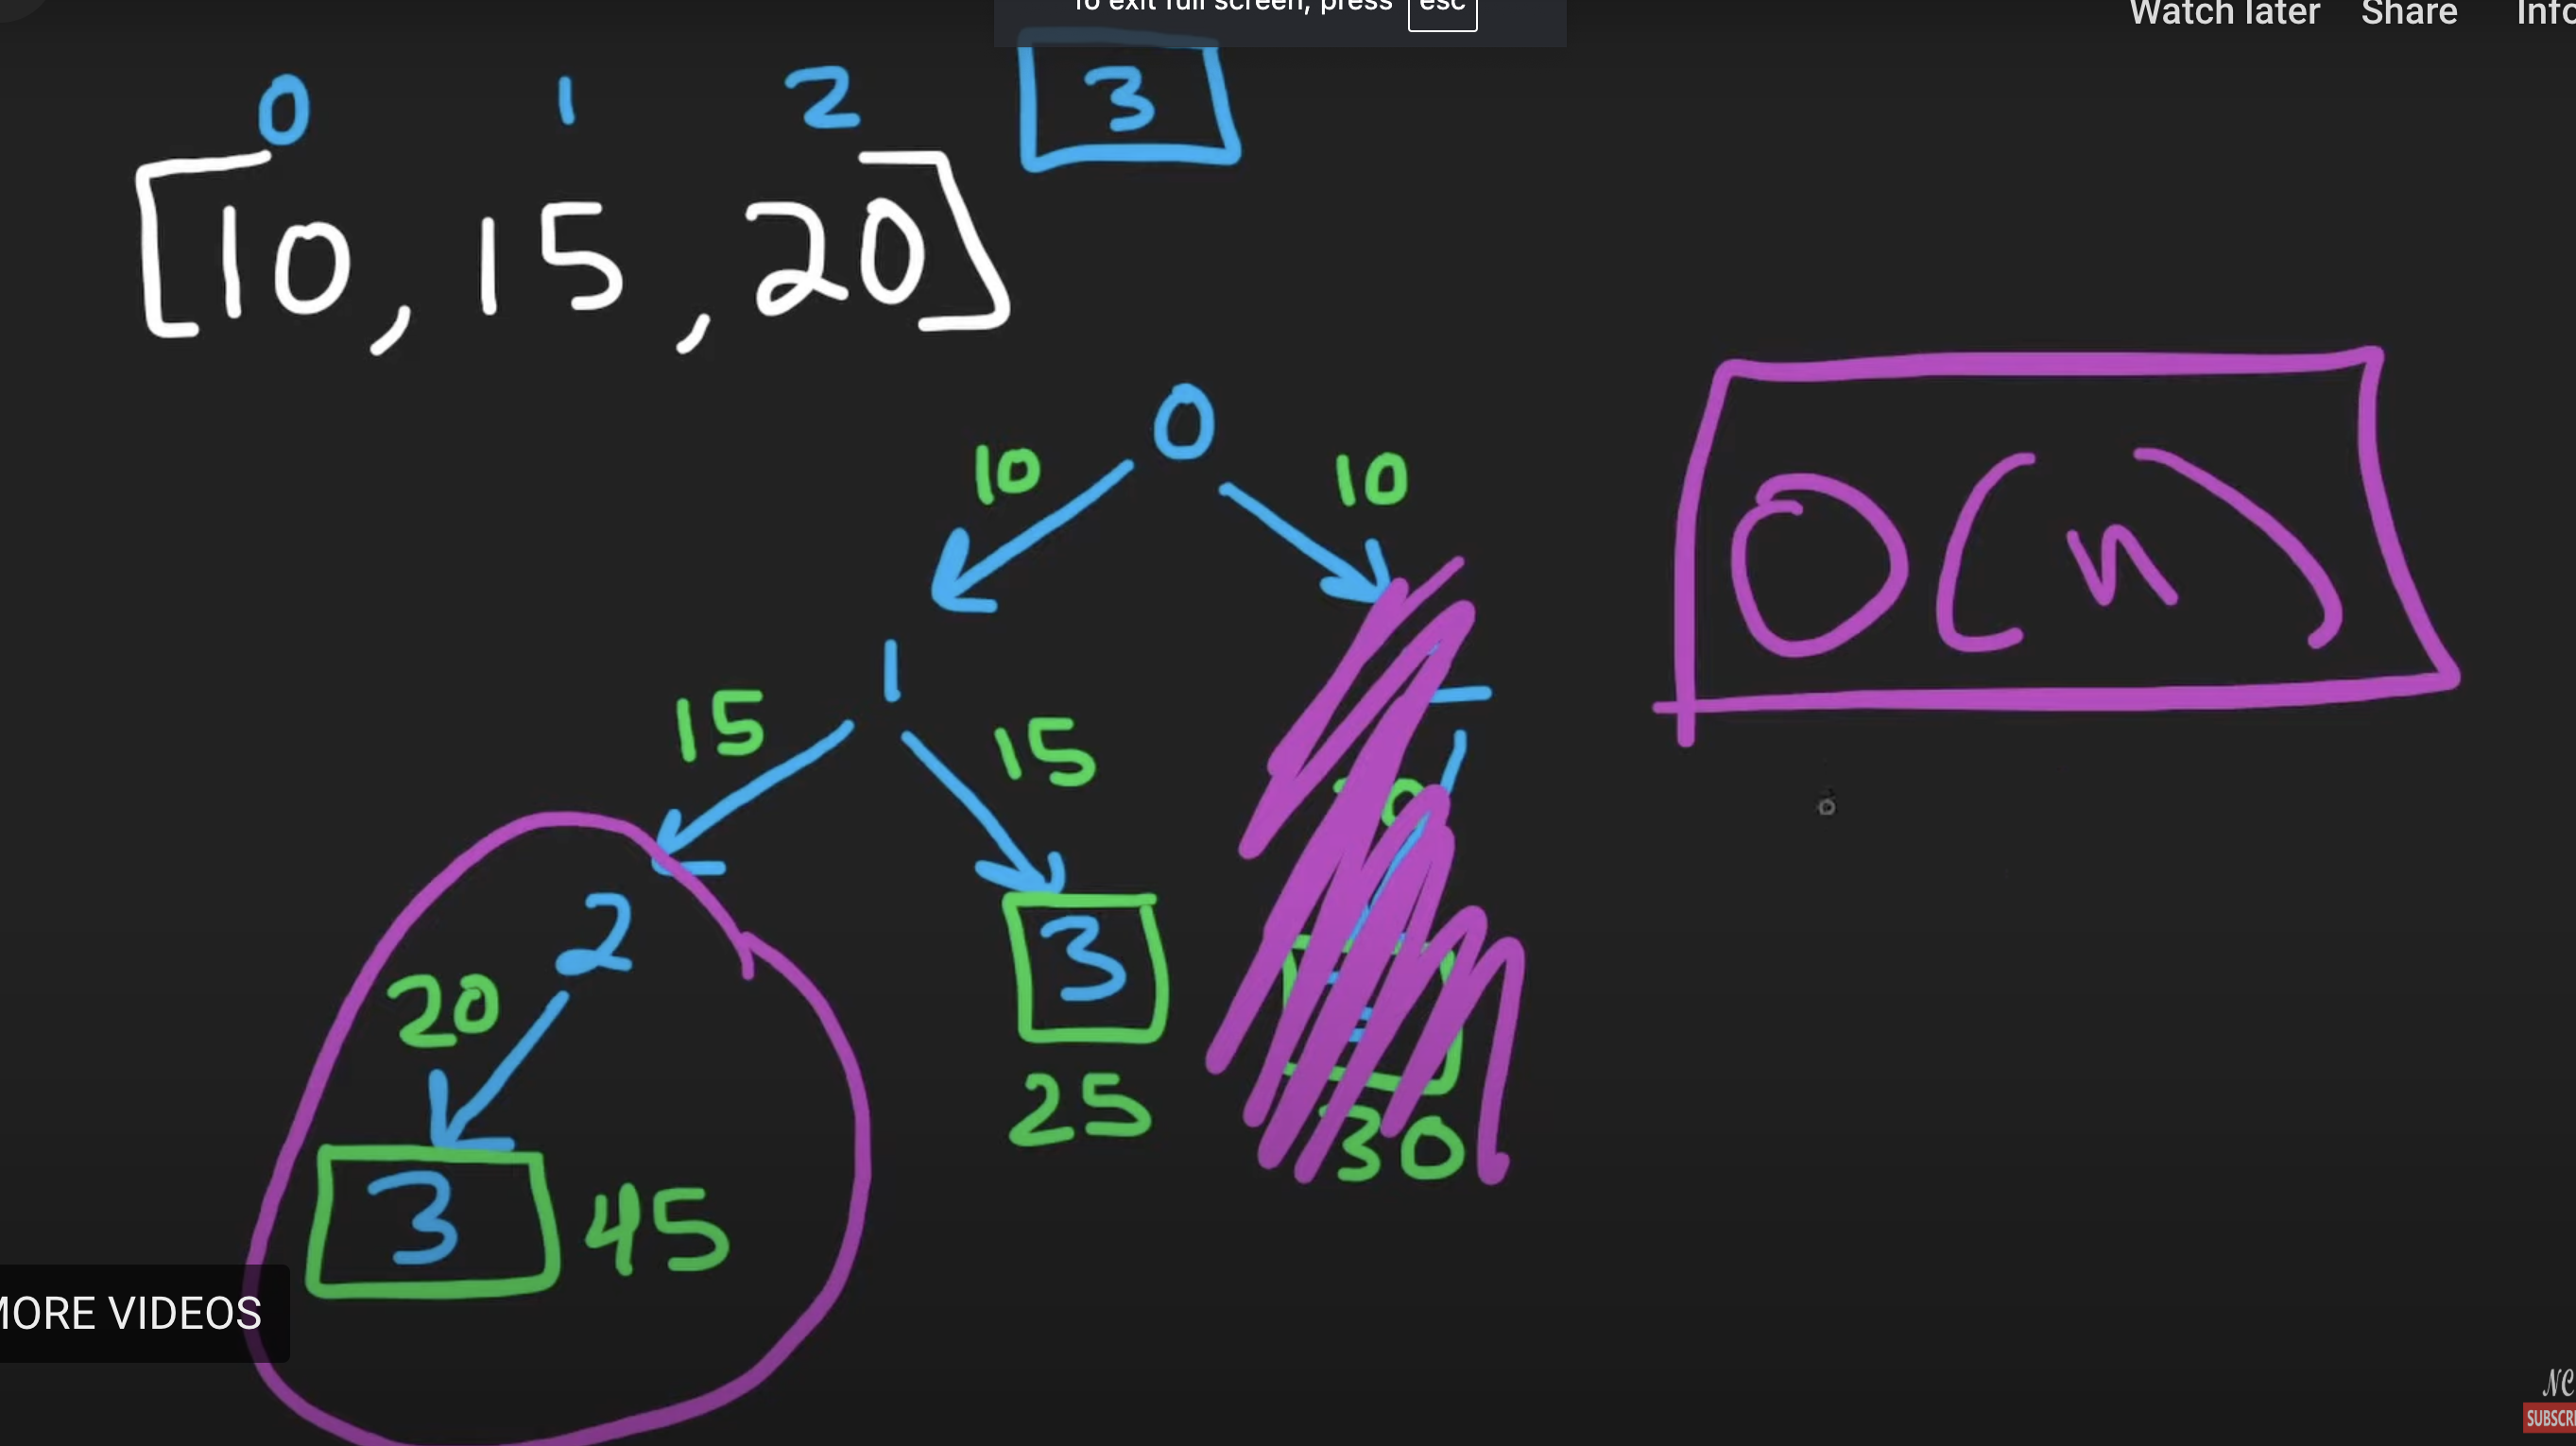 To exit full screen, press esc
Watch later Share Info
0 1 2 3
[10, 15, 20]
0
10 10
O(n)
1
15 15
2
3
20
25
30
3 45
MORE VIDEOS
NC
SUBSCRI